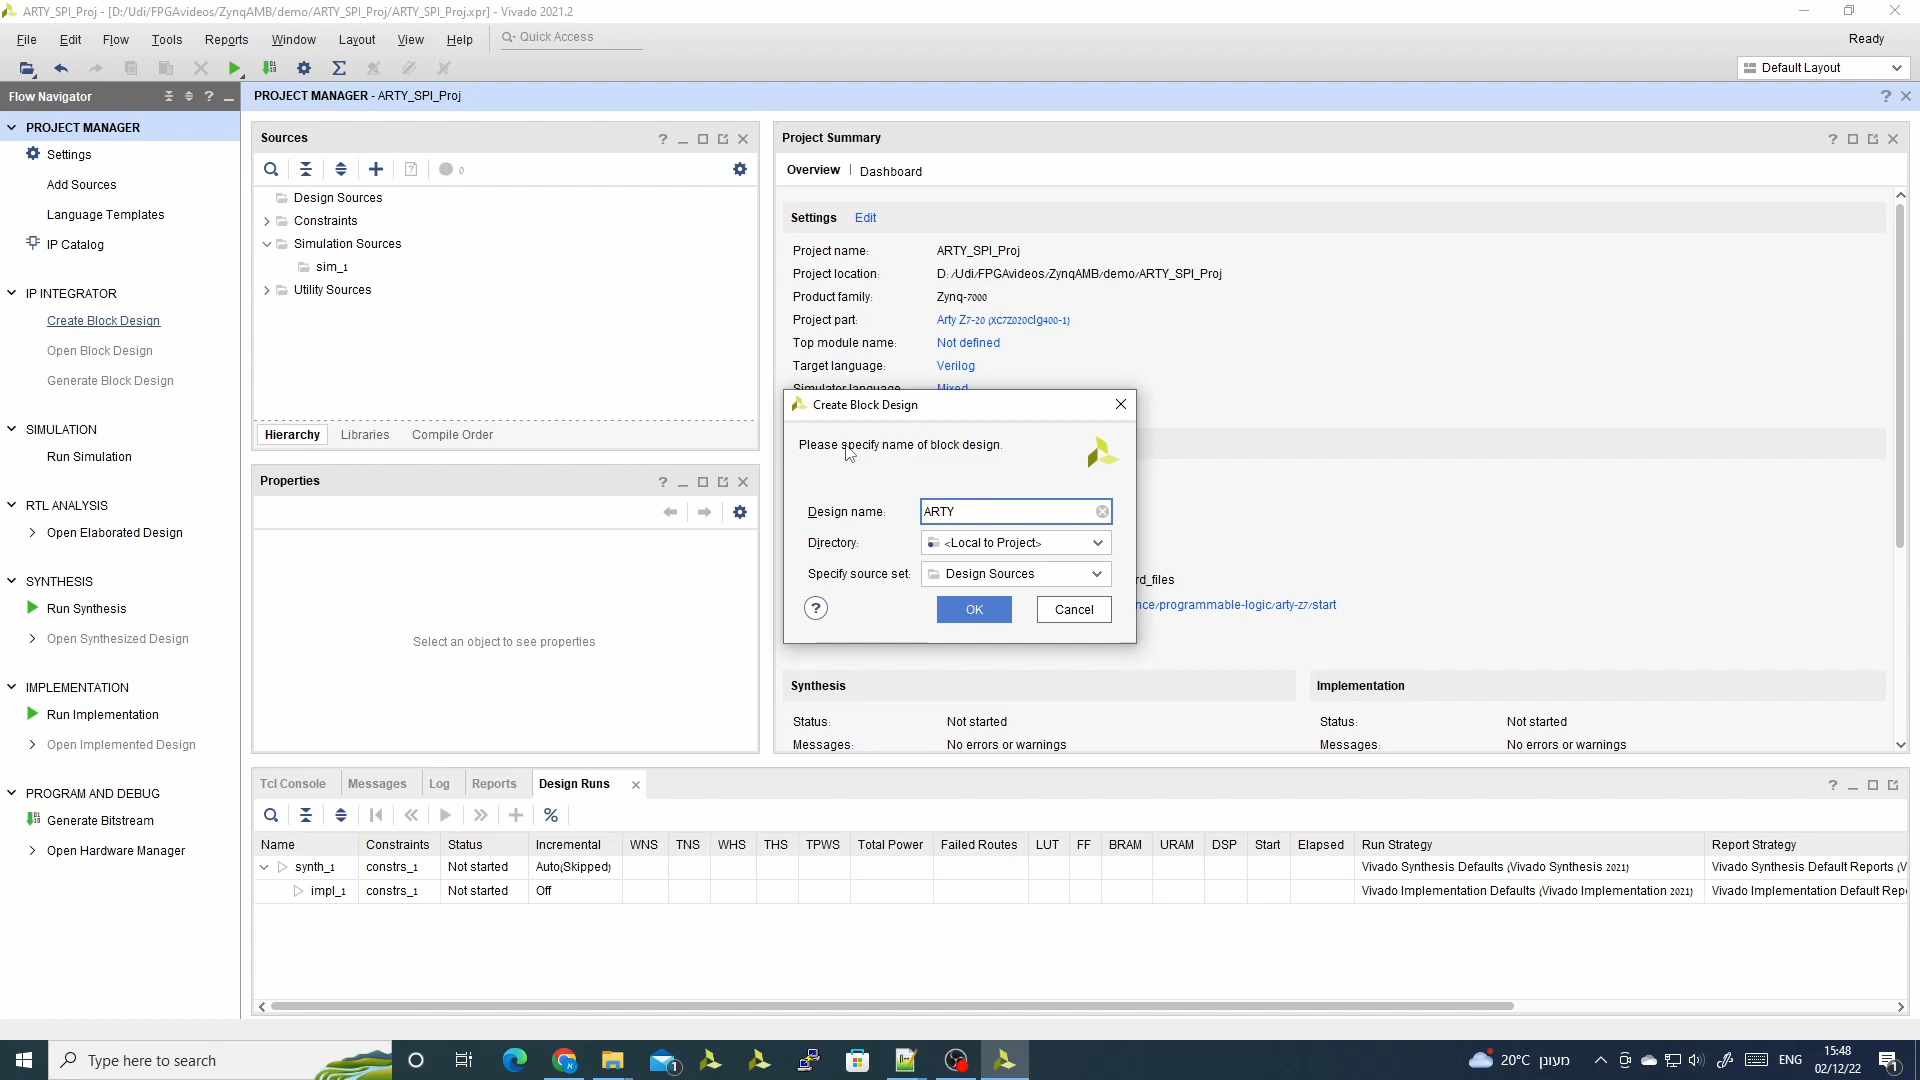 ARTY_SPI_Proj - [D:/Udi/FPGAvideos/ZynqAMB/demo/ARTY_SPI_Proj/ARTY_SPI_Proj.xpr] - Vivado 2021.2
File Edit Flow Tools Reports Window Layout View Help Quick Access Ready
Default Layout
Flow Navigator ?
PROJECT MANAGER - ARTY_SPI_Proj ?
PROJECT MANAGER
Settings
Add Sources
Language Templates
IP Catalog
IP INTEGRATOR
Create Block Design
Open Block Design
Generate Block Design
SIMULATION
Run Simulation
RTL ANALYSIS
Open Elaborated Design
SYNTHESIS
Run Synthesis
Open Synthesized Design
IMPLEMENTATION
Run Implementation
Open Implemented Design
PROGRAM AND DEBUG
Generate Bitstream
Open Hardware Manager
Sources ?
0
Design Sources
Constraints
Simulation Sources
sim_1
Utility Sources
Hierarchy Libraries Compile Order
Properties ?
Select an object to see properties
Project Summary ?
Overview | Dashboard
Settings Edit
Project name: ARTY_SPI_Proj
Project location: D:/Udi/FPGAvideos/ZynqAMB/demo/ARTY_SPI_Proj
Product family: Zynq-7000
Project part: Arty Z7-20 (xc7z020clg400-1)
Top module name: Not defined
Target language: Verilog
Simulator language: Mixed
Create Block Design
Please specify name of block design.
Design name: ARTY
Directory: <Local to Project>
Specify source set: Design Sources
? OK Cancel
rd_files
nce/programmable-logic/arty-z7/start
Synthesis
Status: Not started
Messages: No errors or warnings
Implementation
Status: Not started
Messages: No errors or warnings
Tcl Console Messages Log Reports Design Runs ?
Name Constraints Status Incremental WNS TNS WHS THS TPWS Total Power Failed Routes LUT FF BRAM URAM DSP Start Elapsed Run Strategy Report Strategy
synth_1 constrs_1 Not started Auto(Skipped) Vivado Synthesis Defaults (Vivado Synthesis 2021) Vivado Synthesis Default Reports (V
impl_1 constrs_1 Not started Off Vivado Implementation Defaults (Vivado Implementation 2021) Vivado Implementation Default Rep
Type here to search
1
20°C מעונן
ENG
15:48
02/12/22
1